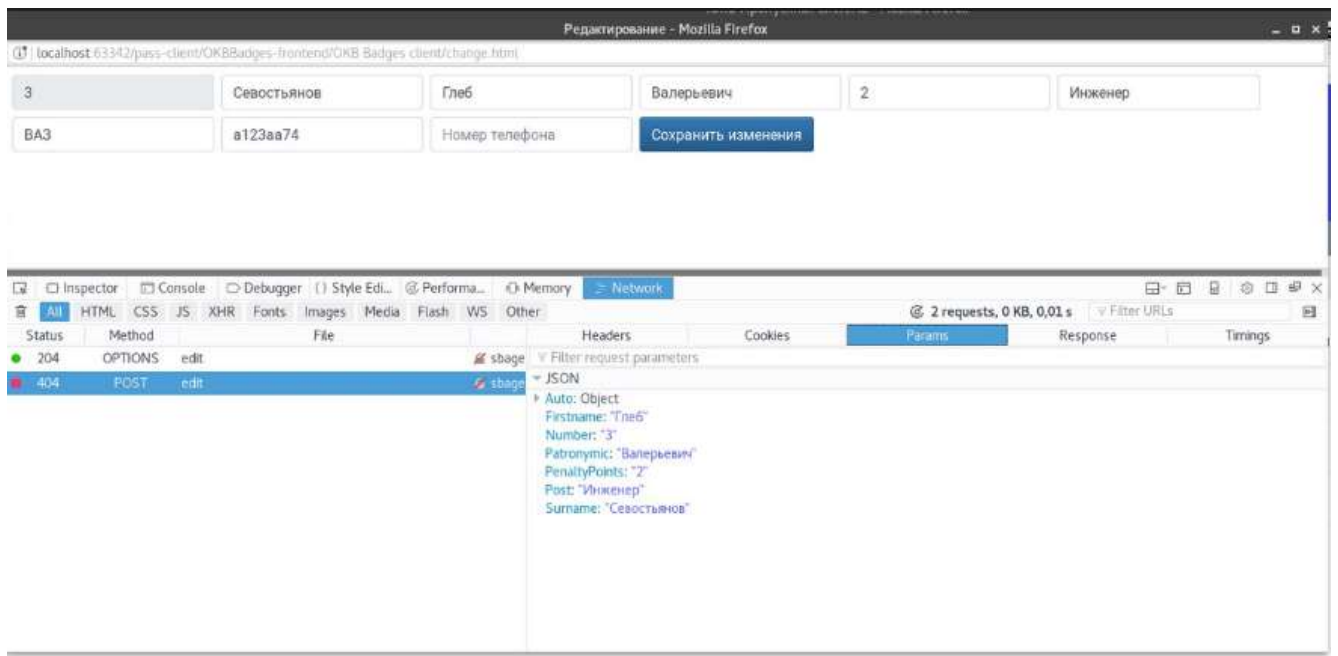 Редактирование - Mozilla Firefox
localhost:63342/pass-client/OKBBadges-frontend/OKB Badges client/change.html
3 Севостьянов Глеб Валерьевич 2 Инженер
ВАЗ а123аа74 Номер телефона Сохранить изменения
Inspector Console Debugger {} Style Edi... Performa... Memory Network
All HTML CSS JS XHR Fonts Images Media Flash WS Other 2 requests, 0 KB, 0,01 s Filter URLs
Status Method File Headers Cookies Params Response Timings
204 OPTIONS edit sbage Filter request parameters
404 POST edit sbage JSON
Auto: Object
Firstname: "Глеб"
Number: "3"
Patronymic: "Валерьевич"
PenaltyPoints: "2"
Post: "Инженер"
Surname: "Севостьянов"